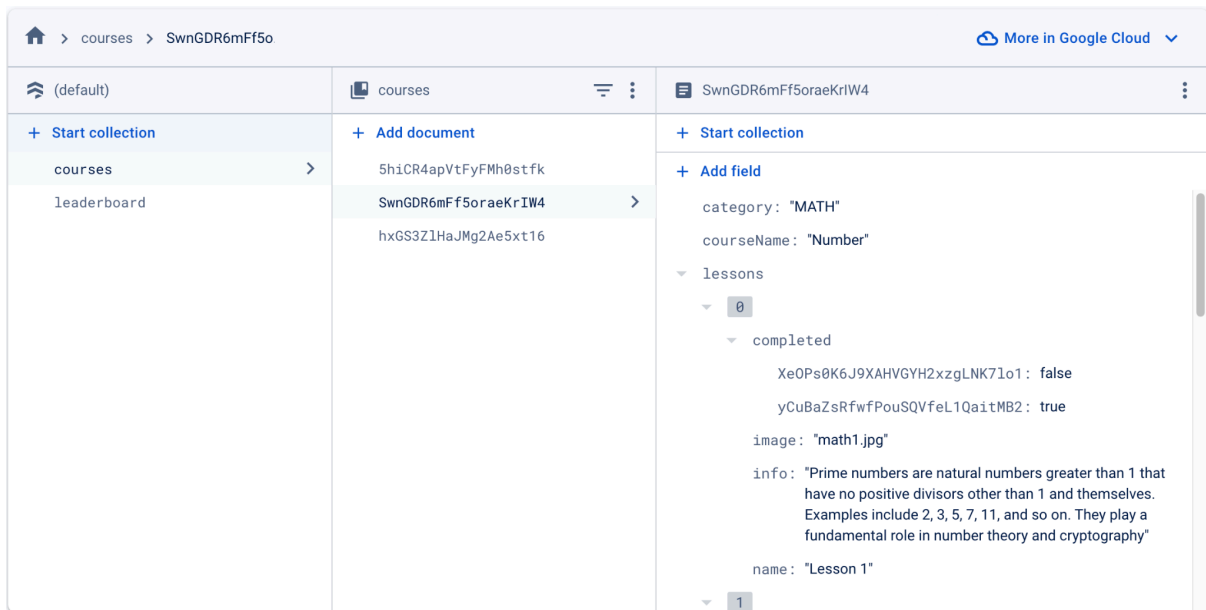 courses
SwnGDR6mFf5o
More in Google Cloud
(default)
courses
SwnGDR6mFf5oraeKrIW4
+ Start collection
+ Add document
+ Start collection
courses
5hiCR4apVtFyFMh0stfk
+ Add field
leaderboard
SwnGDR6mFf5oraeKrIW4
hxGS3ZlHaJMg2Ae5xt16
category: "MATH"
courseName: "Number"
lessons
0
completed
XeOPs0K6J9XAHVGYH2xzgLNK7lo1: false
yCuBaZsRfwfPouSQVfeL1QaitMB2: true
image: "math1.jpg"
info: "Prime numbers are natural numbers greater than 1 that
have no positive divisors other than 1 and themselves.
Examples include 2, 3, 5, 7, 11, and so on. They play a
fundamental role in number theory and cryptography"
name: "Lesson 1"
1